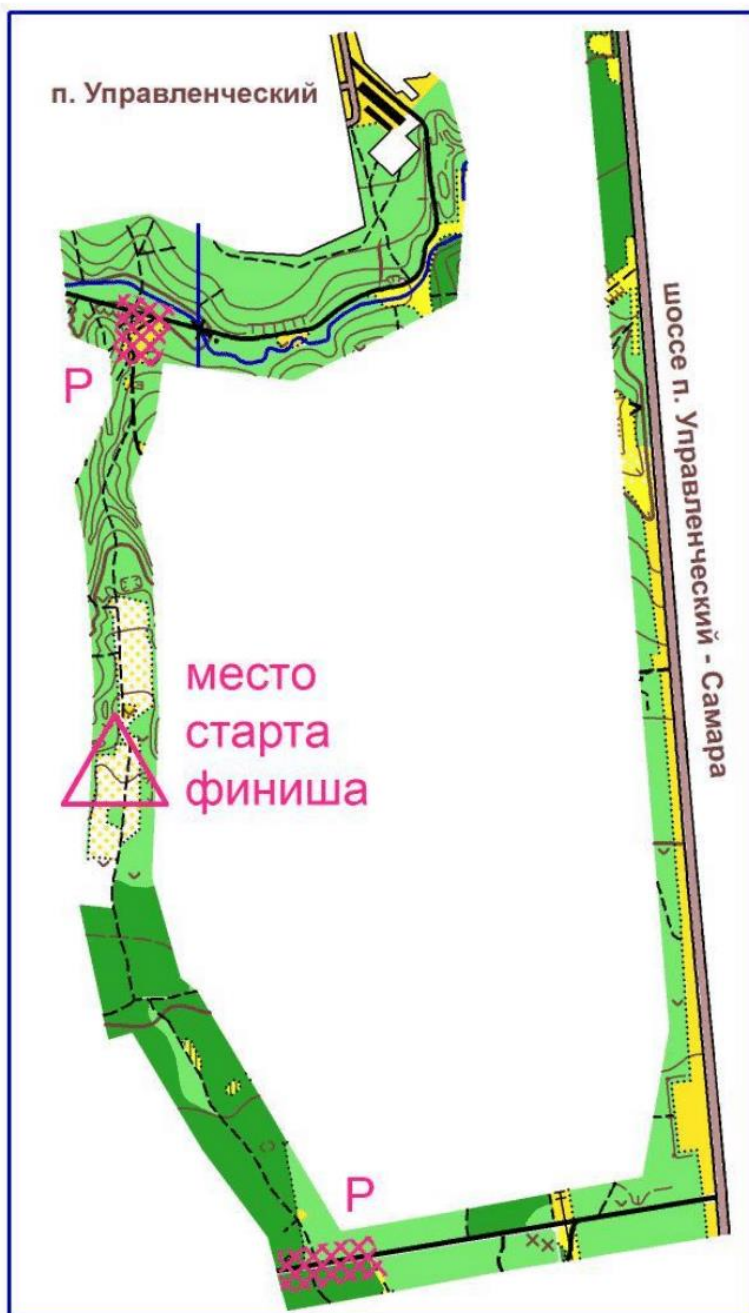 п. Управленческий
шоссе п. Управленческий - Самара
P
место
старта
финиша
P